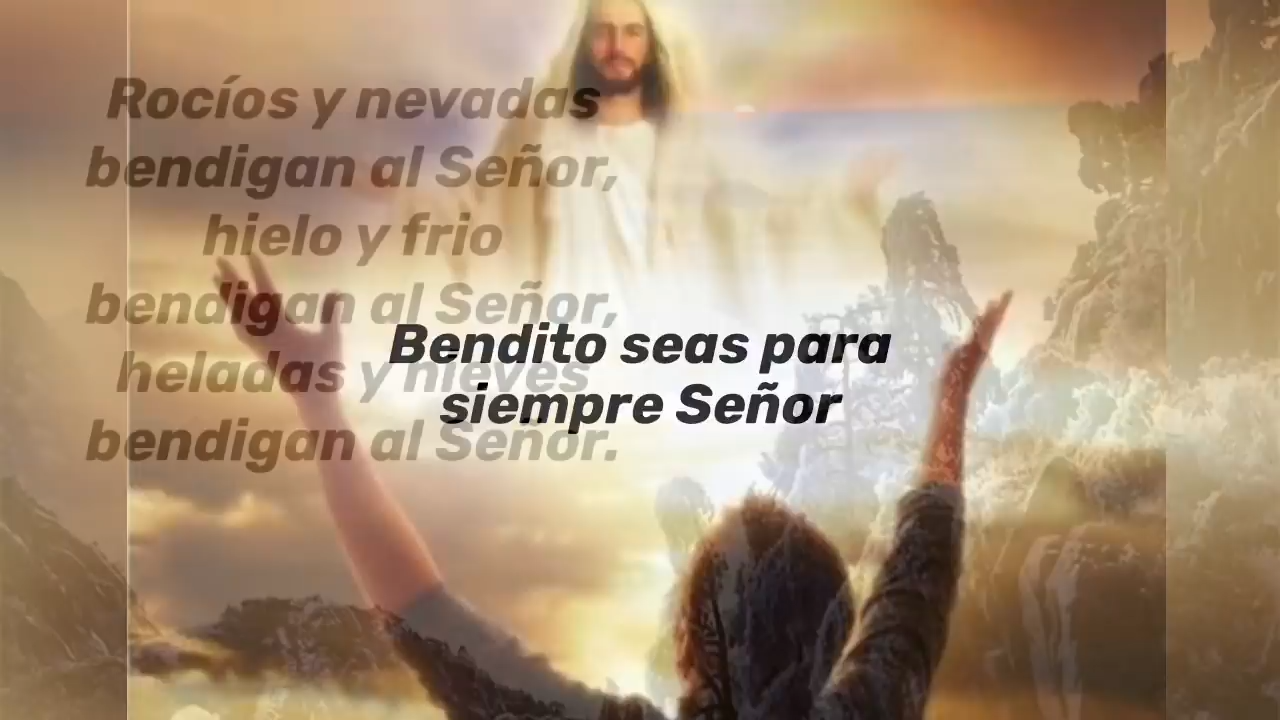 Rocíos y nevadas
bendigan al Señor,
hielo y frio
bendigan al Señor,
heladas y nieves
bendigan al Señor.
Bendito seas para
siempre Señor